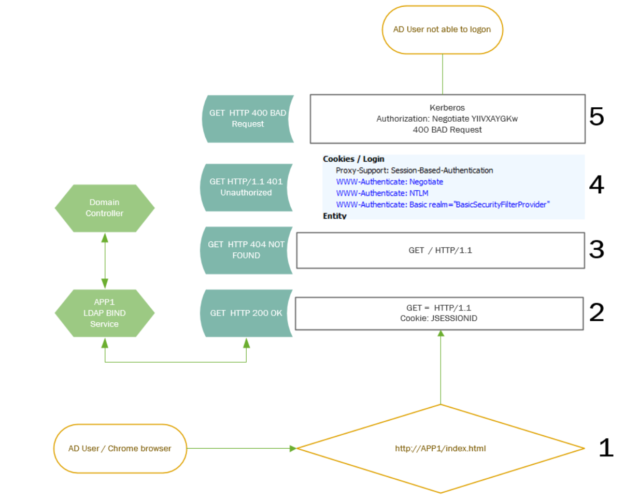 AD User not able to logon
GET HTTP 400 BAD
Request
Kerberos
Authorization: Negotiate YIIVXAYGKw
400 BAD Request
5
GET HTTP/1.1 401
Unauthorized
Cookies / Login
Proxy-Support: Session-Based-Authentication
WWW-Authenticate: Negotiate
WWW-Authenticate: NTLM
WWW-Authenticate: Basic realm="BasicSecurityFilterProvider"
Entity
4
Domain
Controller
GET HTTP 404 NOT
FOUND
GET / HTTP/1.1
3
APP1
LDAP BIND
Service
GET HTTP 200 OK
GET = HTTP/1.1
Cookie: JSESSIONID
2
AD User / Chrome browser
http://APP1/index.html
1